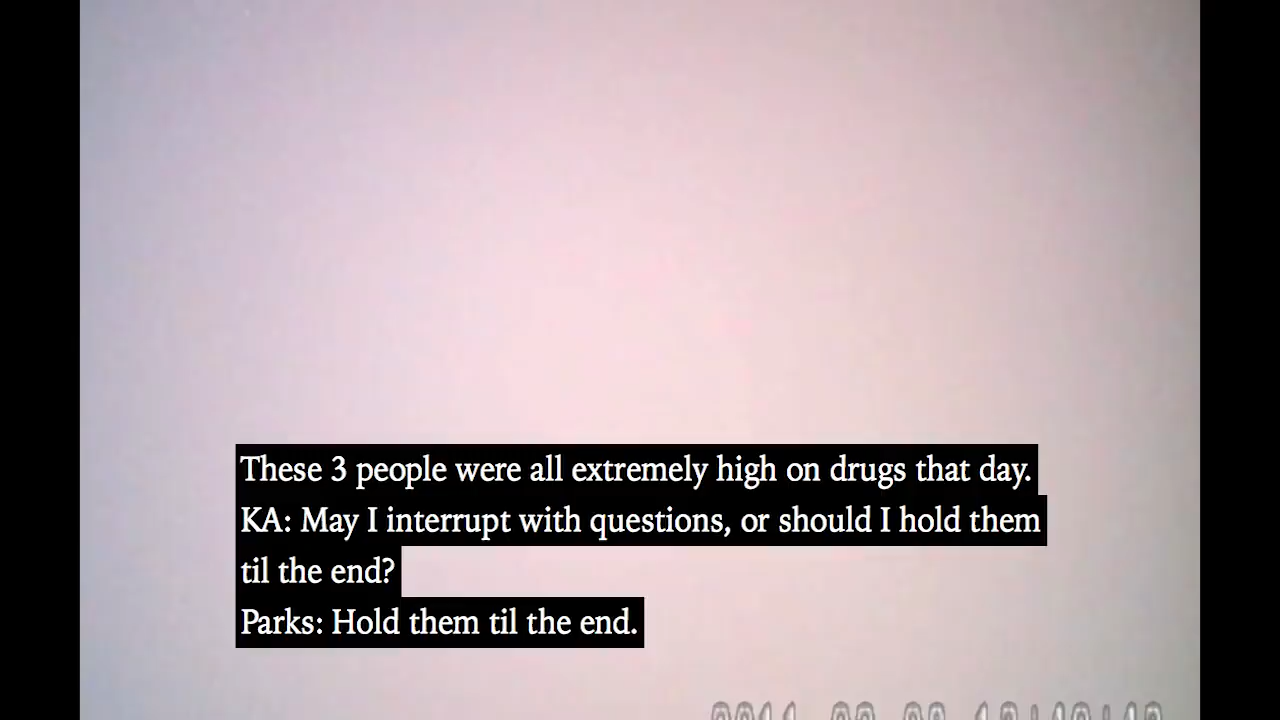 These 3 people were all extremely high on drugs that day.
KA: May I interrupt with questions, or should I hold them
til the end?
Parks: Hold them til the end.